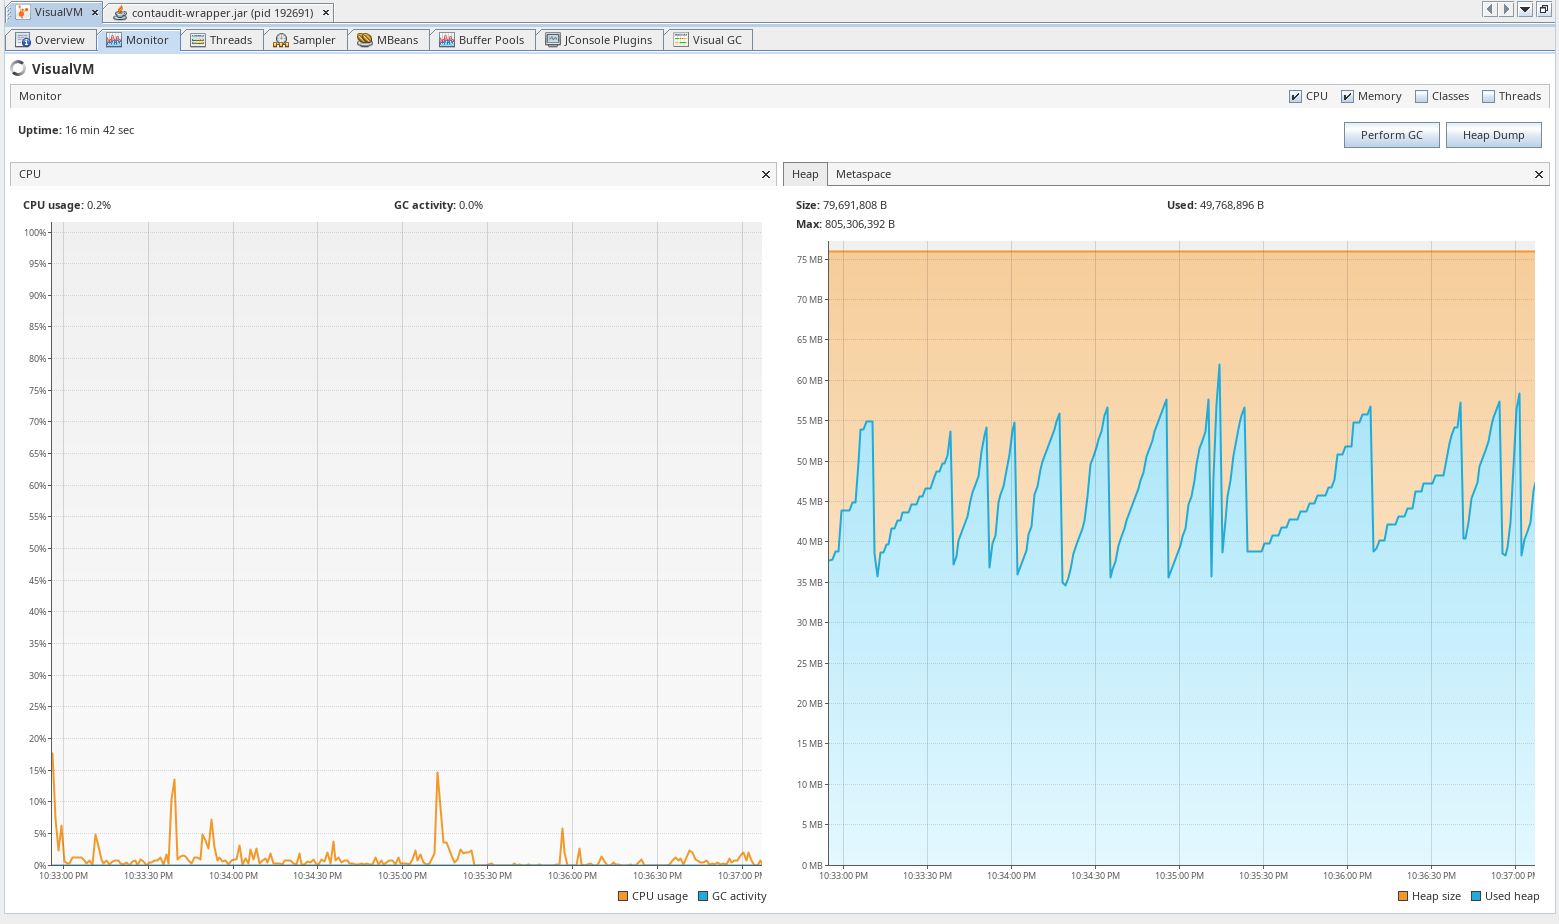 VisualVM contaudit-wrapper.jar (pid 192691)
Overview Monitor Threads Sampler MBeans Buffer Pools JConsole Plugins Visual GC
VisualVM
Monitor CPU Memory Classes Threads
Uptime: 16 min 42 sec
Perform GC Heap Dump
CPU
CPU usage: 0.2% GC activity: 0.0%
100%
95%
90%
85%
80%
75%
70%
65%
60%
55%
50%
45%
40%
35%
30%
25%
20%
15%
10%
5%
0%
10:33:00 PM 10:33:30 PM 10:34:00 PM 10:34:30 PM 10:35:00 PM 10:35:30 PM 10:36:00 PM 10:36:30 PM 10:37:00 PM
CPU usage GC activity
Heap Metaspace
Size: 79,691,808 B Used: 49,768,896 B
Max: 805,306,392 B
75 MB
70 MB
65 MB
60 MB
55 MB
50 MB
45 MB
40 MB
35 MB
30 MB
25 MB
20 MB
15 MB
10 MB
5 MB
0 MB
10:33:00 PM 10:33:30 PM 10:34:00 PM 10:34:30 PM 10:35:00 PM 10:35:30 PM 10:36:00 PM 10:36:30 PM 10:37:00 PM
Heap size Used heap